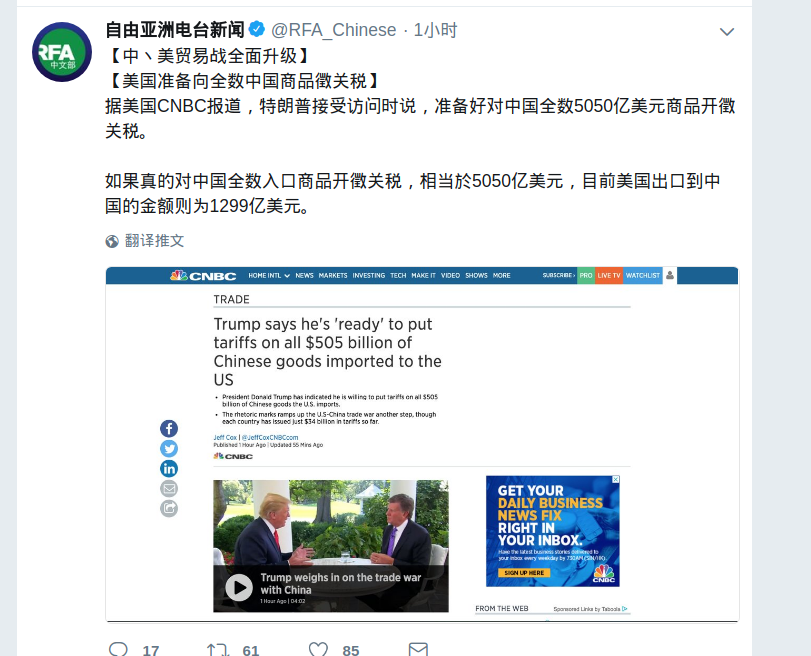 自由亚洲电台新闻 @RFA_Chinese · 1小时
【中丶美贸易战全面升级】
【美国准备向全数中国商品徵关税】
据美国CNBC报道，特朗普接受访问时说，准备好对中国全数5050亿美元商品开徵
关税。
如果真的对中国全数入口商品开徵关税，相当於5050亿美元，目前美国出口到中
国的金额则为1299亿美元。
翻译推文
RFA
中文部
CNBC HOME INTL NEWS MARKETS INVESTING TECH MAKE IT VIDEO SHOWS MORE SUBSCRIBE PRO LIVE TV WATCHLIST
TRADE
Trump says he's 'ready' to put
tariffs on all $505 billion of
Chinese goods imported to the
US
• President Donald Trump has indicated he is willing to put tariffs on all $505
billion of Chinese goods the U.S. imports.
• The rhetoric marks ramps up the U.S-China trade war another step, though
each country has issued just $34 billion in tariffs so far.
Jeff Cox | @JeffCoxCNBCcom
Published 1 Hour Ago | Updated 55 Mins Ago
CNBC
Trump weighs in on the trade war
with China
1 Hour Ago | 04:02
GET YOUR
DAILY BUSINESS
NEWS FIX
RIGHT IN
YOUR INBOX.
Have the latest business stories delivered to
your inbox every weekday by 730AM (SIN/HK).
SIGN UP HERE
CNBC
FROM THE WEB Sponsored Links by Taboola
17 61 85